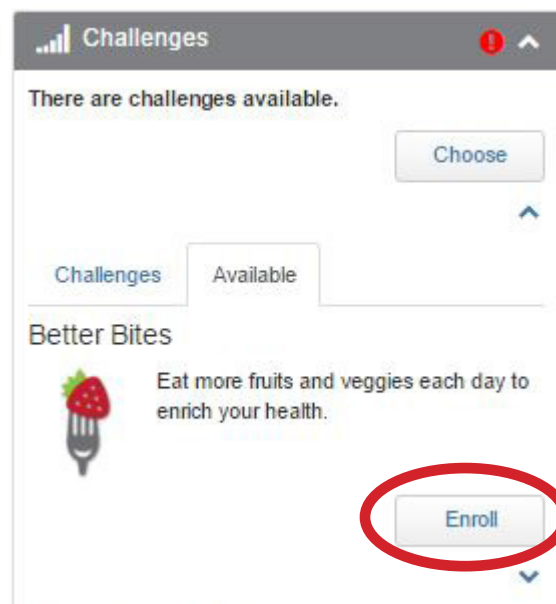 Challenges
There are challenges available.
Choose
Challenges
Available
Better Bites
Eat more fruits and veggies each day to
enrich your health.
Enroll